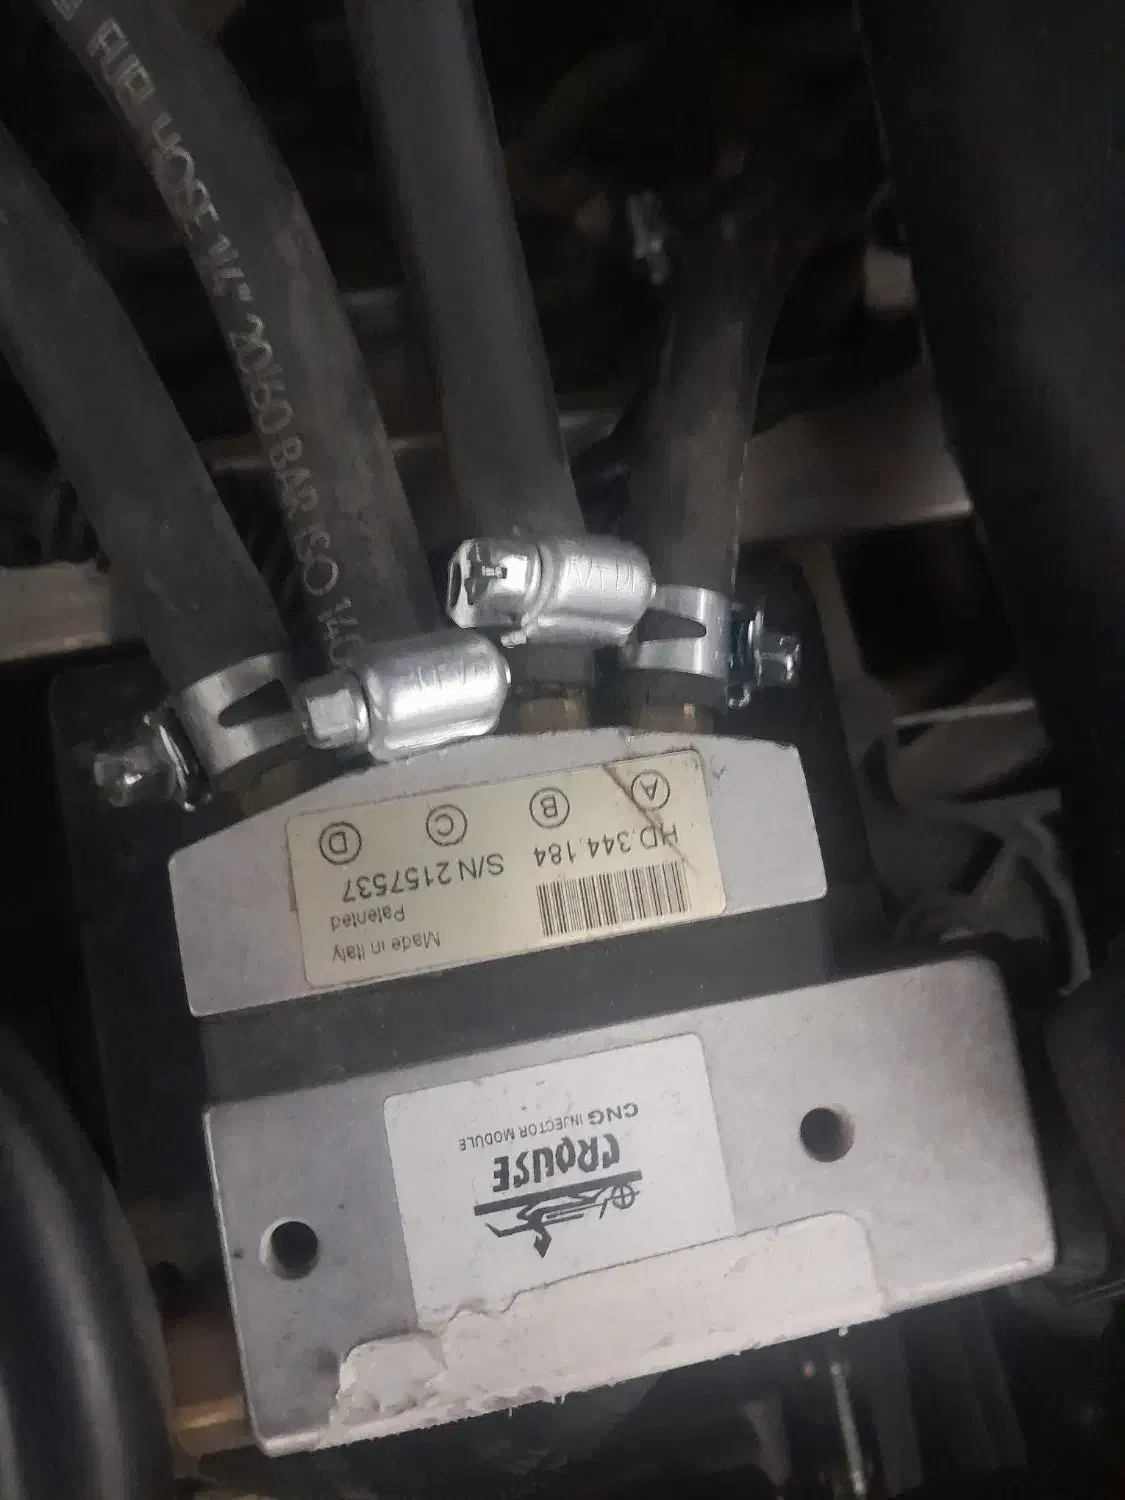 FUEL HOSE 1/4" 20/60 BAR ISO
Made in Italy
Patented
HD.344.184 S/N 2157537
A B C D
CROUSE
CNG INJECTOR MODULE